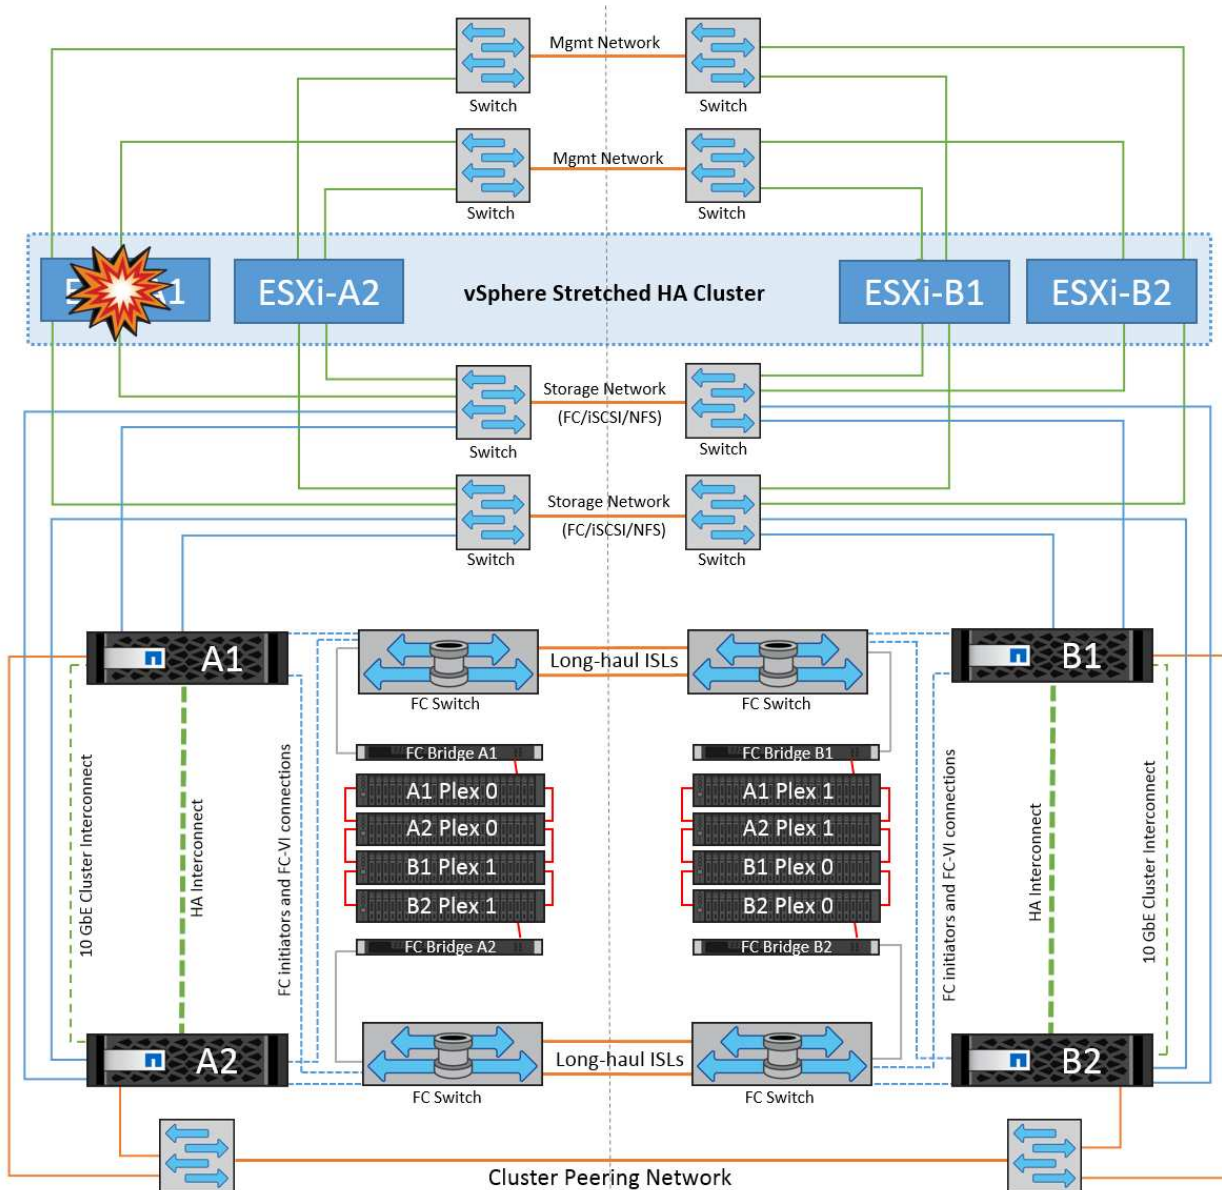 Mgmt Network
Switch
Switch
Mgmt Network
Switch
Switch
E
A1
ESXi-A2
vSphere Stretched HA Cluster
ESXi-B1
ESXi-B2
Storage Network
(FC/iSCSI/NFS)
Switch
Switch
Storage Network
(FC/iSCSI/NFS)
Switch
Switch
A1
Long-haul ISLs
B1
FC Switch
FC Switch
10 GbE Cluster Interconnect
HA Interconnect
FC initiators and FC-VI connections
FC Bridge A1
A1 Plex 0
A2 Plex 0
B1 Plex 1
B2 Plex 1
FC Bridge A2
FC Bridge B1
A1 Plex 1
A2 Plex 1
B1 Plex 0
B2 Plex 0
FC Bridge B2
FC initiators and FC-VI connections
HA Interconnect
10 GbE Cluster Interconnect
A2
Long-haul ISLs
B2
FC Switch
FC Switch
Cluster Peering Network